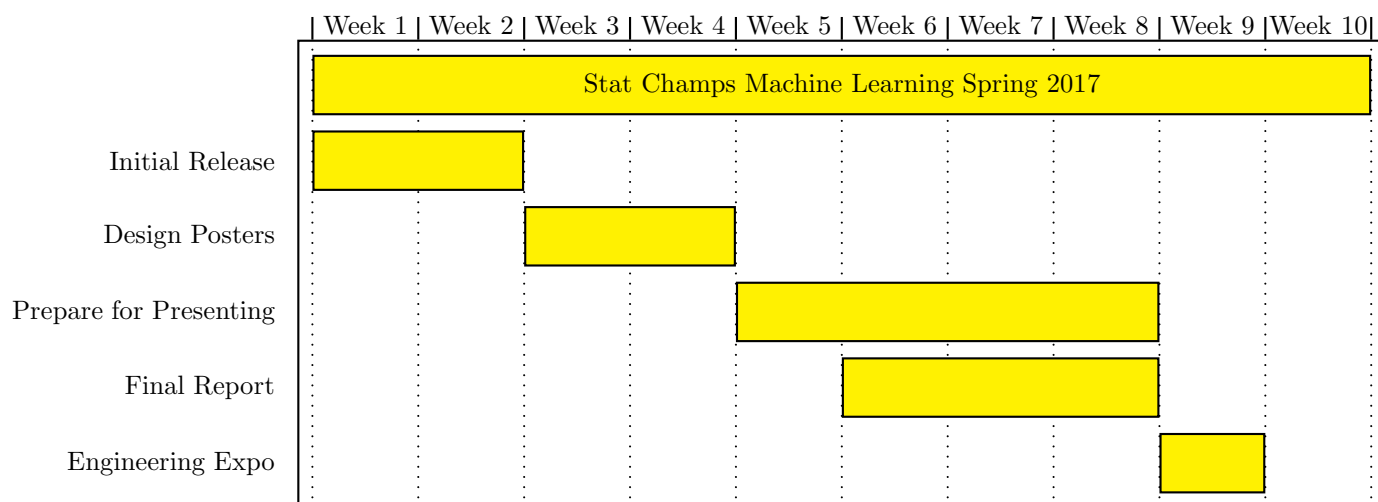 Week 1 Week 2 Week 3 Week 4 Week 5 Week 6 Week 7 Week 8 Week 9 Week 10
Stat Champs Machine Learning Spring 2017
Initial Release
Design Posters
Prepare for Presenting
Final Report
Engineering Expo